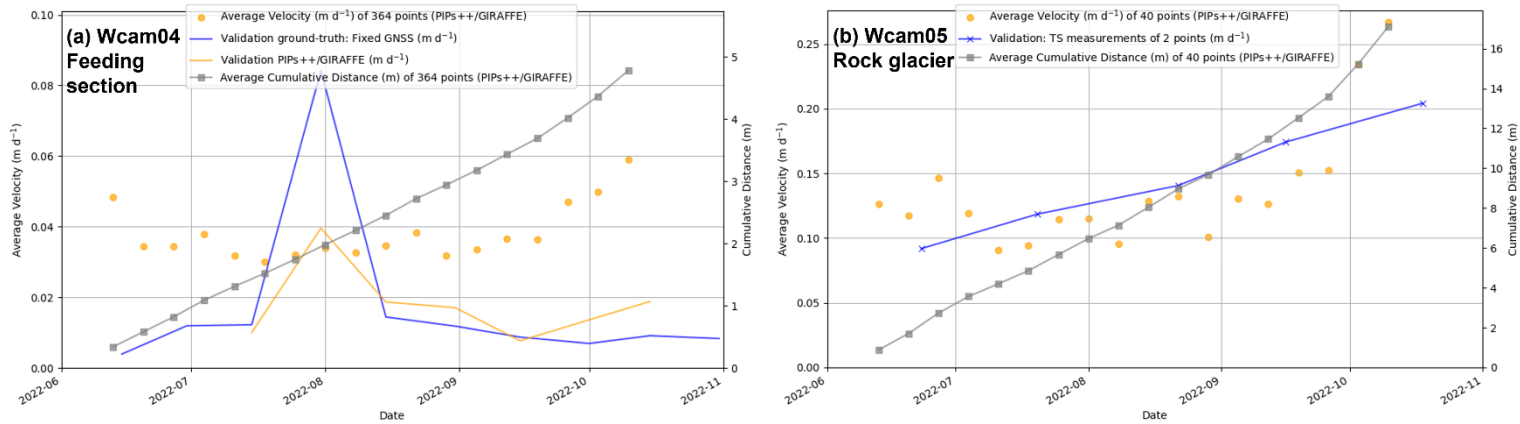 (a) Wcam04
Feeding
section
Average Velocity (m d⁻¹) of 364 points (PIPs++/GIRAFFE)
Validation ground-truth: Fixed GNSS (m d⁻¹)
Validation PIPs++/GIRAFFE (m d⁻¹)
Average Cumulative Distance (m) of 364 points (PIPs++/GIRAFFE)
Average Velocity (m d⁻¹)
0.10
0.08
0.06
0.04
0.02
0.00
5
4
3
2
1
0
Cumulative Distance (m)
2022-06
2022-07
2022-08
2022-09
2022-10
2022-11
Date
(b) Wcam05
Rock glacier
Average Velocity (m d⁻¹) of 40 points (PIPs++/GIRAFFE)
Validation: TS measurements of 2 points (m d⁻¹)
Average Cumulative Distance (m) of 40 points (PIPs++/GIRAFFE)
Average Velocity (m d⁻¹)
0.25
0.20
0.15
0.10
0.05
0.00
16
14
12
10
8
6
4
2
0
Cumulative Distance (m)
2022-06
2022-07
2022-08
2022-09
2022-10
2022-11
Date